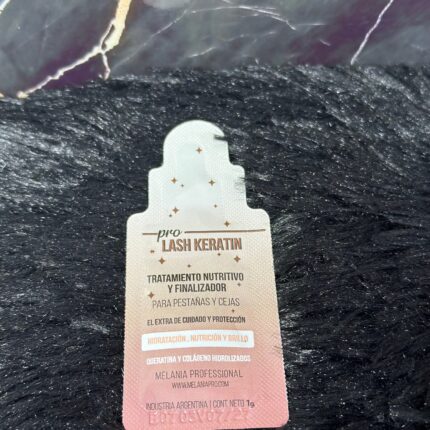 pro
LASH KERATIN
TRATAMIENTO NUTRITIVO
Y FINALIZADOR
PARA PESTAÑAS Y CEJAS
EL EXTRA DE CUIDADO Y PROTECCIÓN
HIDRATACIÓN, NUTRICIÓN Y BRILLO
QUERATINA Y COLÁGENO HIDROLIZADOS
MELANIA PROFESSIONAL
WWW.MELANIAPRO.COM
INDUSTRIA ARGENTINA | CONT. NETO 1g